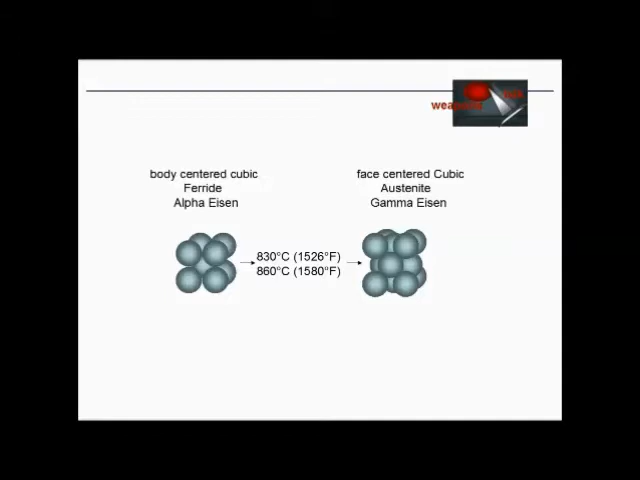 body centered cubic
Ferride
Alpha Eisen
face centered Cubic
Austenite
Gamma Eisen
830°C (1526°F)
860°C (1580°F)